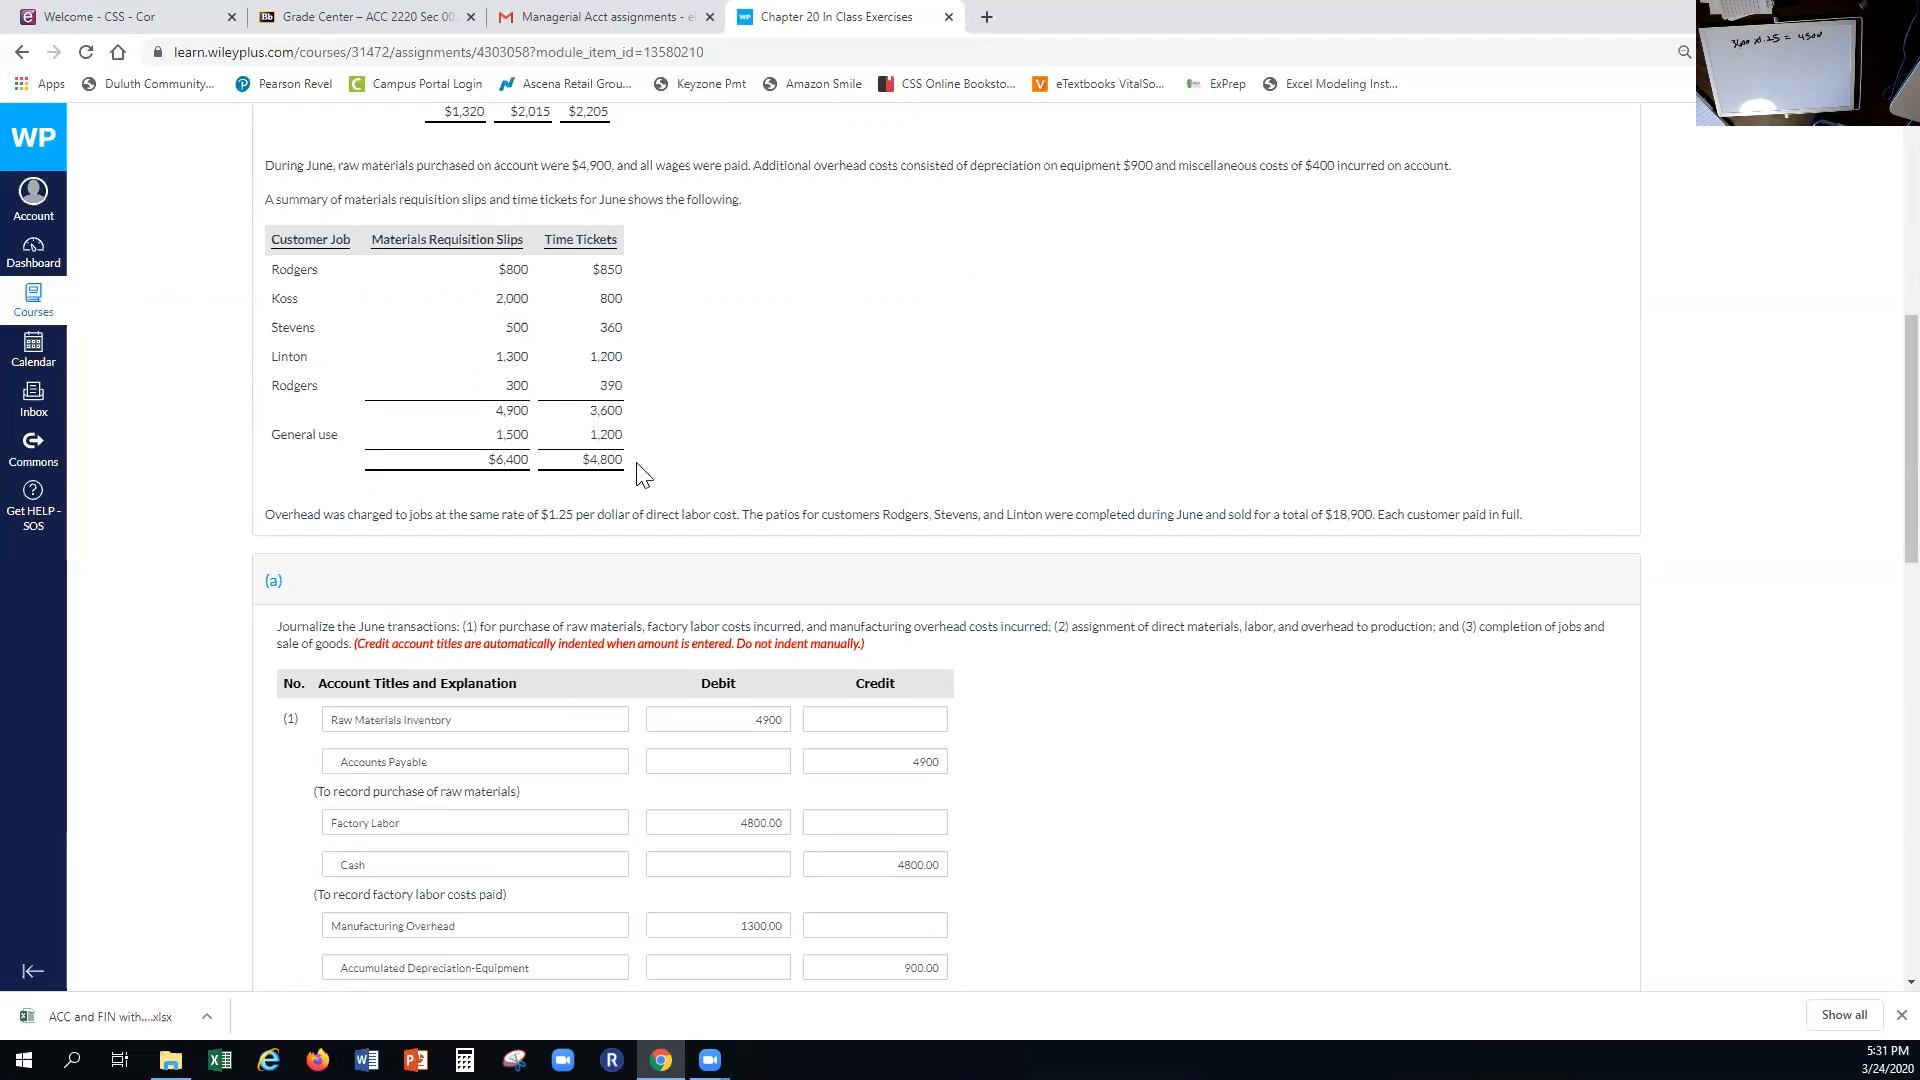 Welcome - CSS - Cor
Grade Center – ACC 2220 Sec 00
Managerial Acct assignments - e
Chapter 20 In Class Exercises
learn.wileyplus.com/courses/31472/assignments/4303058?module_item_id=13580210
Apps
Duluth Community...
Pearson Revel
Campus Portal Login
Ascena Retail Grou...
Keyzone Pmt
Amazon Smile
CSS Online Booksto...
eTextbooks VitalSo...
ExPrep
Excel Modeling Inst...
WP
Account
Dashboard
Courses
Calendar
Inbox
Commons
Get HELP -
SOS
$1,320 $2,015 $2,205
During June, raw materials purchased on account were $4,900, and all wages were paid. Additional overhead costs consisted of depreciation on equipment $900 and miscellaneous costs of $400 incurred on account.
A summary of materials requisition slips and time tickets for June shows the following.
Customer Job Materials Requisition Slips Time Tickets
Rodgers $800 $850
Koss 2,000 800
Stevens 500 360
Linton 1,300 1,200
Rodgers 300 390
4,900 3,600
General use 1,500 1,200
$6,400 $4,800
Overhead was charged to jobs at the same rate of $1.25 per dollar of direct labor cost. The patios for customers Rodgers, Stevens, and Linton were completed during June and sold for a total of $18,900. Each customer paid in full.
(a)
Journalize the June transactions: (1) for purchase of raw materials, factory labor costs incurred, and manufacturing overhead costs incurred; (2) assignment of direct materials, labor, and overhead to production; and (3) completion of jobs and
sale of goods. (Credit account titles are automatically indented when amount is entered. Do not indent manually.)
No. Account Titles and Explanation Debit Credit
(1) Raw Materials Inventory 4900
Accounts Payable 4900
(To record purchase of raw materials)
Factory Labor 4800.00
Cash 4800.00
(To record factory labor costs paid)
Manufacturing Overhead 1300.00
Accumulated Depreciation-Equipment 900.00
ACC and FIN with....xlsx
Show all
5:31 PM
3/24/2020